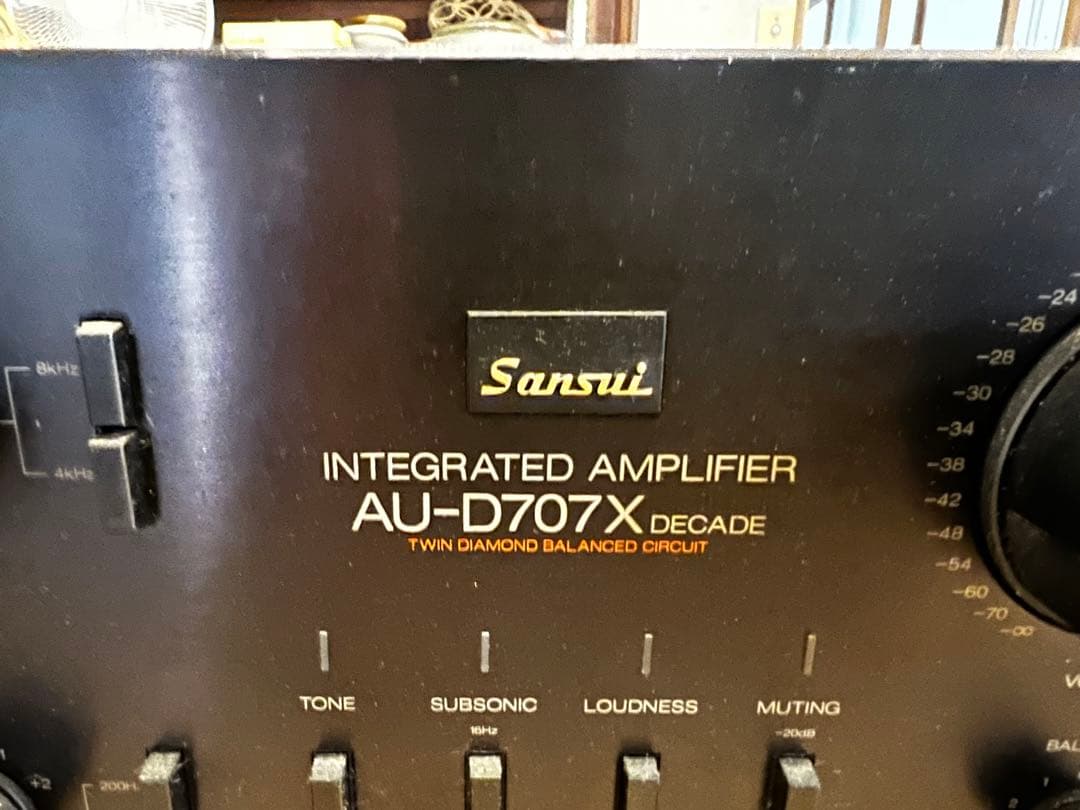 Sansui
INTEGRATED AMPLIFIER
AU-D707X DECADE
TWIN DIAMOND BALANCED CIRCUIT
8kHz
4kHz
-24
-26
-28
-30
-34
-38
-42
-48
-54
-60
-70
-∞
TONE
SUBSONIC
LOUDNESS
MUTING
16Hz
-20dB
+2